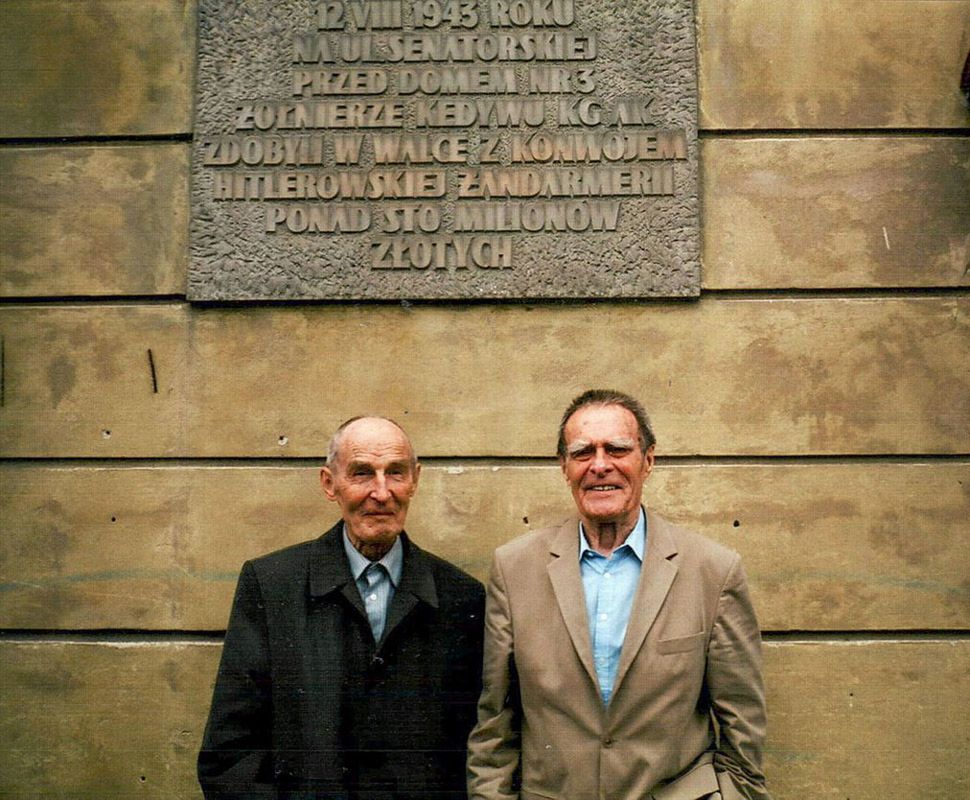 12 VIII 1943 ROKU
NA UL. SENATORSKIEJ
PRZED DOMEM NR 3
ŻOŁNIERZE KEDYWU KG AK
ZDOBYLI W WALCE Z KONWOJEM
HITLEROWSKIEJ ŻANDARMERII
PONAD STO MILIONÓW
ZŁOTYCH